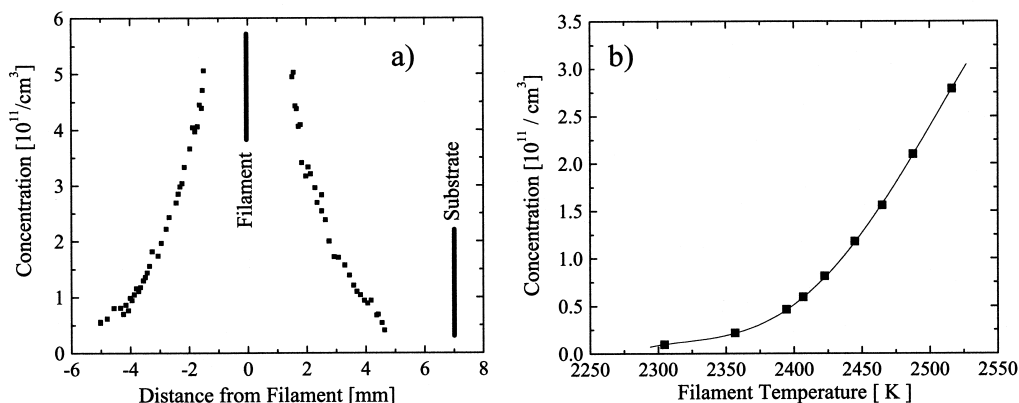 a)
Concentration [10^11/cm^3]
6
5
4
3
2
1
0
Filament
Substrate
-6 -4 -2 0 2 4 6 8
Distance from Filament [mm]
b)
Concentration [10^11 / cm^3]
3.5
3.0
2.5
2.0
1.5
1.0
0.5
0.0
2250 2300 2350 2400 2450 2500 2550
Filament Temperature [ K ]